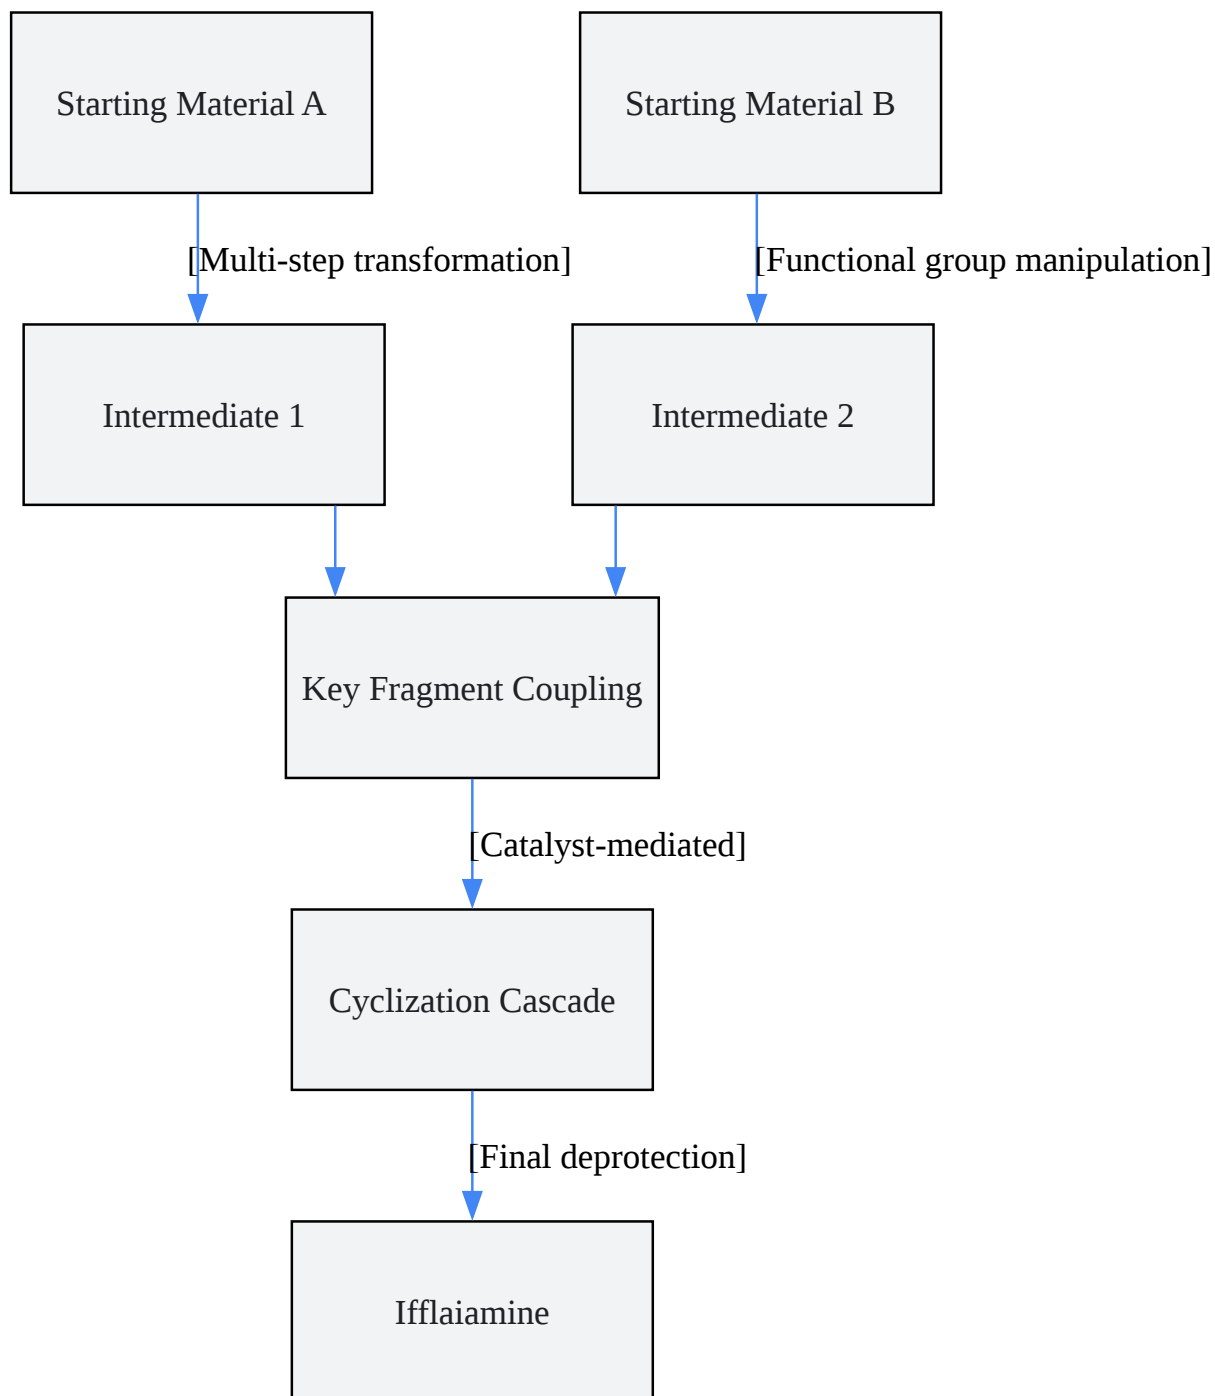 Starting Material A
Starting Material B
[Multi-step transformation]
[Functional group manipulation]
Intermediate 1
Intermediate 2
Key Fragment Coupling
[Catalyst-mediated]
Cyclization Cascade
[Final deprotection]
Ifflaiamine